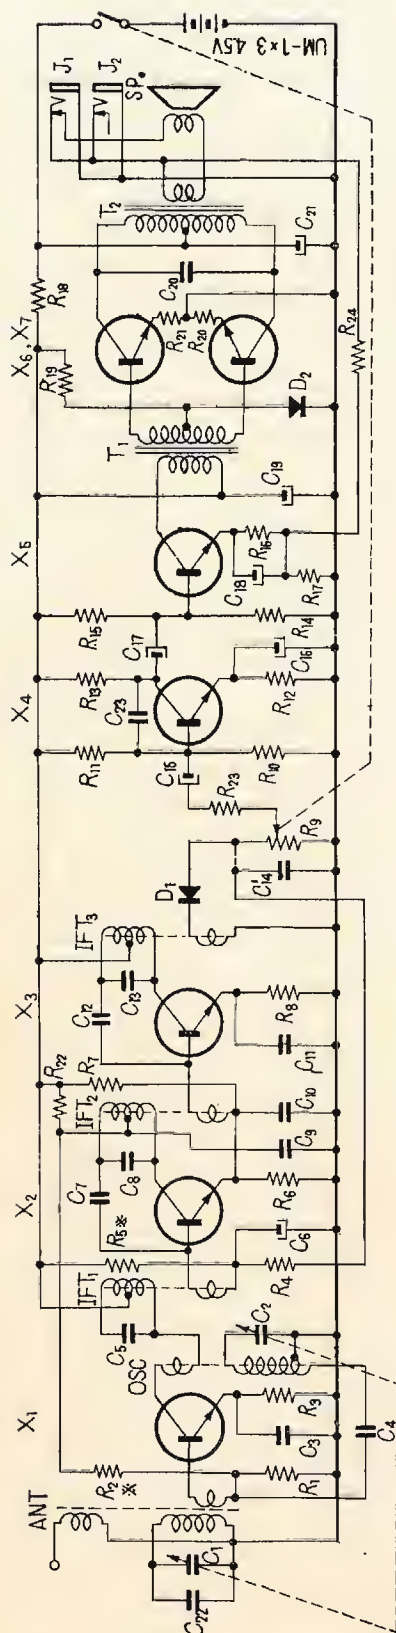 X1
X2
X3
X4
X5
X6, X7
ANT
C22
C1
R2※
R1
C3
R3
C4
OSC
C2
C5
IFT1
R4
R5※
C6
R6
C7
C8
IFT2
R22
R7
C9
C10
C11
R8
C12
C13
IFT3
D1
C14
R9
R23
C15
R11
R10
C23
R13
R12
C16
C17
R15
R14
C18
R16
R17
C19
T1
R19
D2
R18
R21
R20
C20
T2
C21
R24
J1
J2
SP.
UM-1×3 4.5V